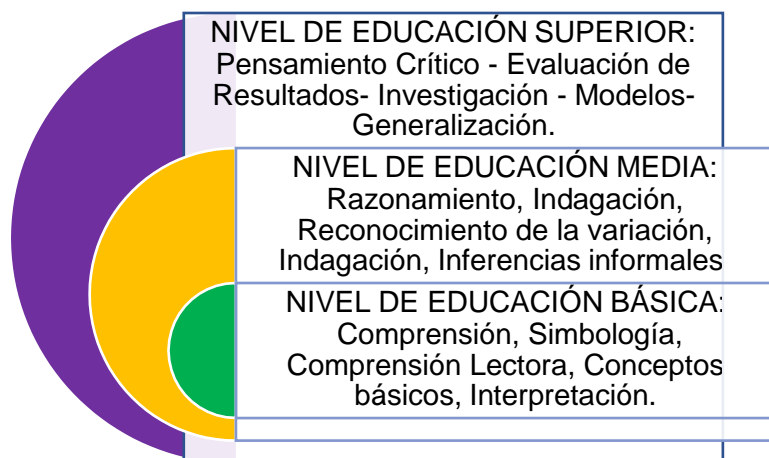 NIVEL DE EDUCACIÓN SUPERIOR:
Pensamiento Crítico - Evaluación de
Resultados- Investigación - Modelos-
Generalización.
NIVEL DE EDUCACIÓN MEDIA:
Razonamiento, Indagación,
Reconocimiento de la variación,
Indagación, Inferencias informales
NIVEL DE EDUCACIÓN BÁSICA:
Comprensión, Simbología,
Comprensión Lectora, Conceptos
básicos, Interpretación.